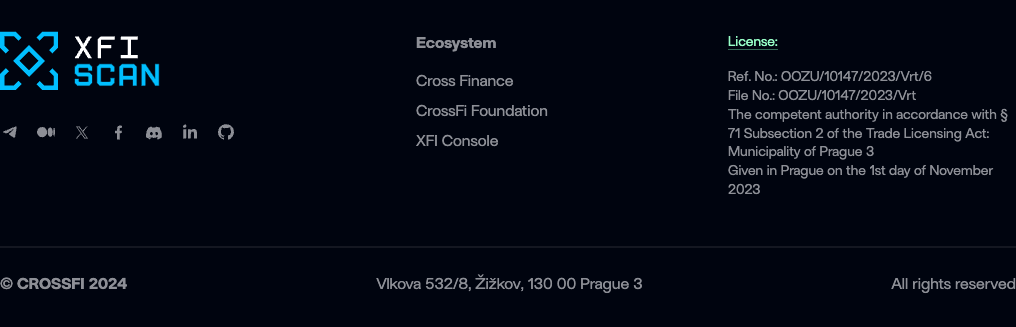 XFI
SCAN
Ecosystem
Cross Finance
CrossFi Foundation
XFI Console
License:
Ref. No.: OOZU/10147/2023/Vrt/6
File No.: OOZU/10147/2023/Vrt
The competent authority in accordance with §
71 Subsection 2 of the Trade Licensing Act:
Municipality of Prague 3
Given in Prague on the 1st day of November
2023
© CROSSFI 2024
Vlkova 532/8, Žižkov, 130 00 Prague 3
All rights reserved